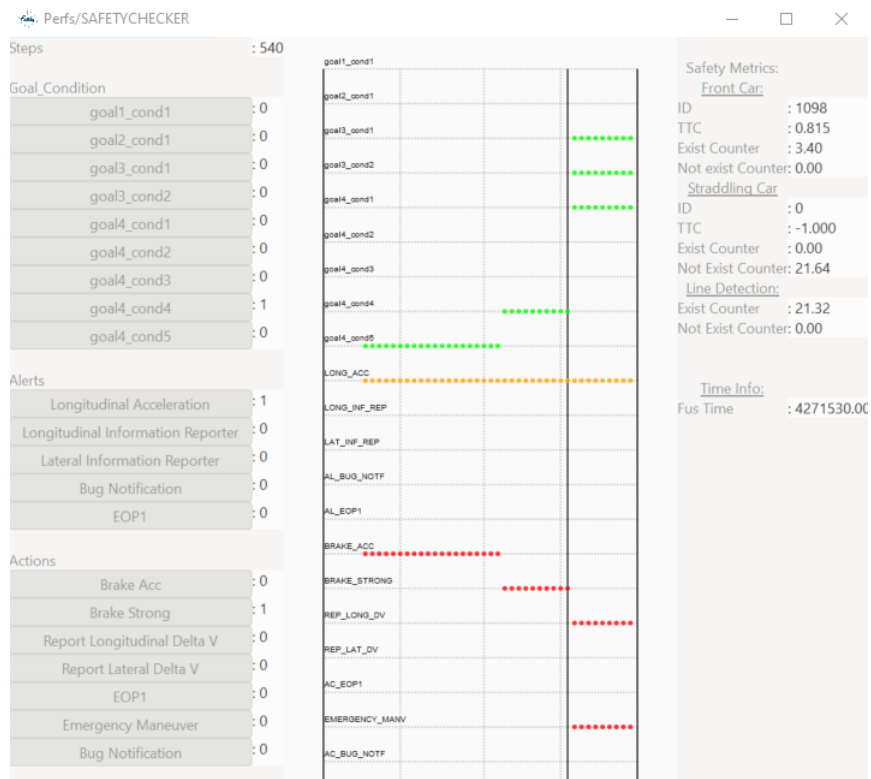 Perfs/SAFETYCHECKER
Steps : 540
Goal_Condition
goal1_cond1 : 0
goal2_cond1 : 0
goal3_cond1 : 0
goal3_cond2 : 0
goal4_cond1 : 0
goal4_cond2 : 0
goal4_cond3 : 0
goal4_cond4 : 1
goal4_cond5 : 0
Alerts
Longitudinal Acceleration : 1
Longitudinal Information Reporter : 0
Lateral Information Reporter : 0
Bug Notification : 0
EOP1 : 0
Actions
Brake Acc : 0
Brake Strong : 1
Report Longitudinal Delta V : 0
Report Lateral Delta V : 0
EOP1 : 0
Emergency Maneuver : 0
Bug Notification : 0
goal1_cond1
goal2_cond1
goal3_cond1
goal3_cond2
goal4_cond1
goal4_cond2
goal4_cond3
goal4_cond4
goal4_cond5
LONG_ACC
LONG_INF_REP
LAT_INF_REP
AL_BUG_NOTF
AL_EOP1
BRAKE_ACC
BRAKE_STRONG
REP_LONG_DV
REP_LAT_DV
AC_EOP1
EMERGENCY_MANV
AC_BUG_NOTF
Safety Metrics:
Front Car:
ID : 1098
TTC : 0.815
Exist Counter : 3.40
Not exist Counter: 0.00
Straddling Car
ID : 0
TTC : -1.000
Exist Counter : 0.00
Not Exist Counter: 21.64
Line Detection:
Exist Counter : 21.32
Not Exist Counter: 0.00
Time Info:
Fus Time : 4271530.00